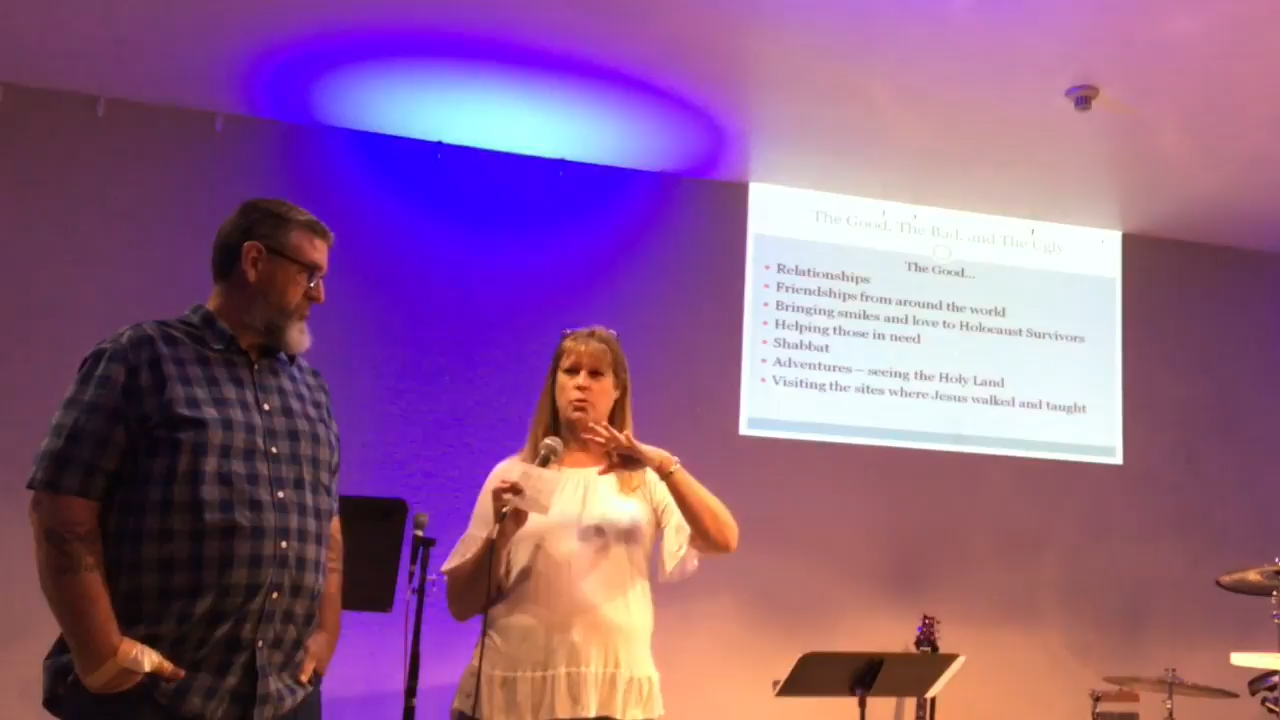 The Good, The Bad, and The Ugly
The Good...
• Relationships
• Friendships from around the world
• Bringing smiles and love to Holocaust Survivors
• Helping those in need
• Shabbat
• Adventures – seeing the Holy Land
• Visiting the sites where Jesus walked and taught